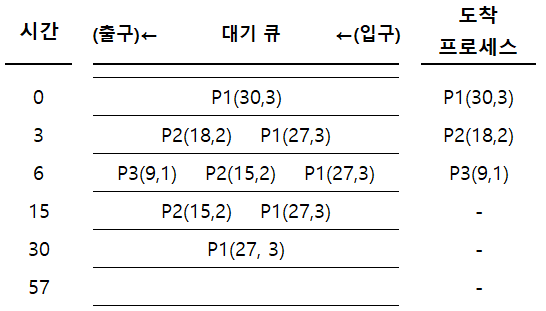 시간 (출구)← 대기 큐 ←(입구) 도착
프로세스
0 P1(30,3) P1(30,3)
3 P2(18,2) P1(27,3) P2(18,2)
6 P3(9,1) P2(15,2) P1(27,3) P3(9,1)
15 P2(15,2) P1(27,3) -
30 P1(27, 3) -
57 -